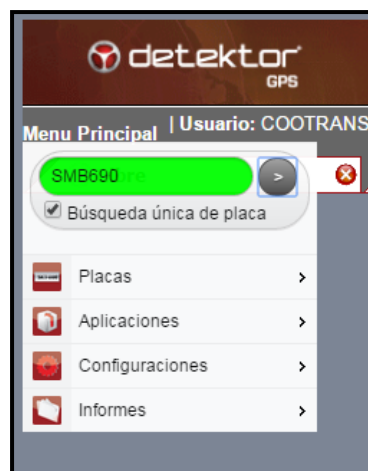 detektor
GPS
Menu Principal | Usuario: COOTRANS
SMB690
>
Búsqueda única de placa
Placas
Aplicaciones
Configuraciones
Informes